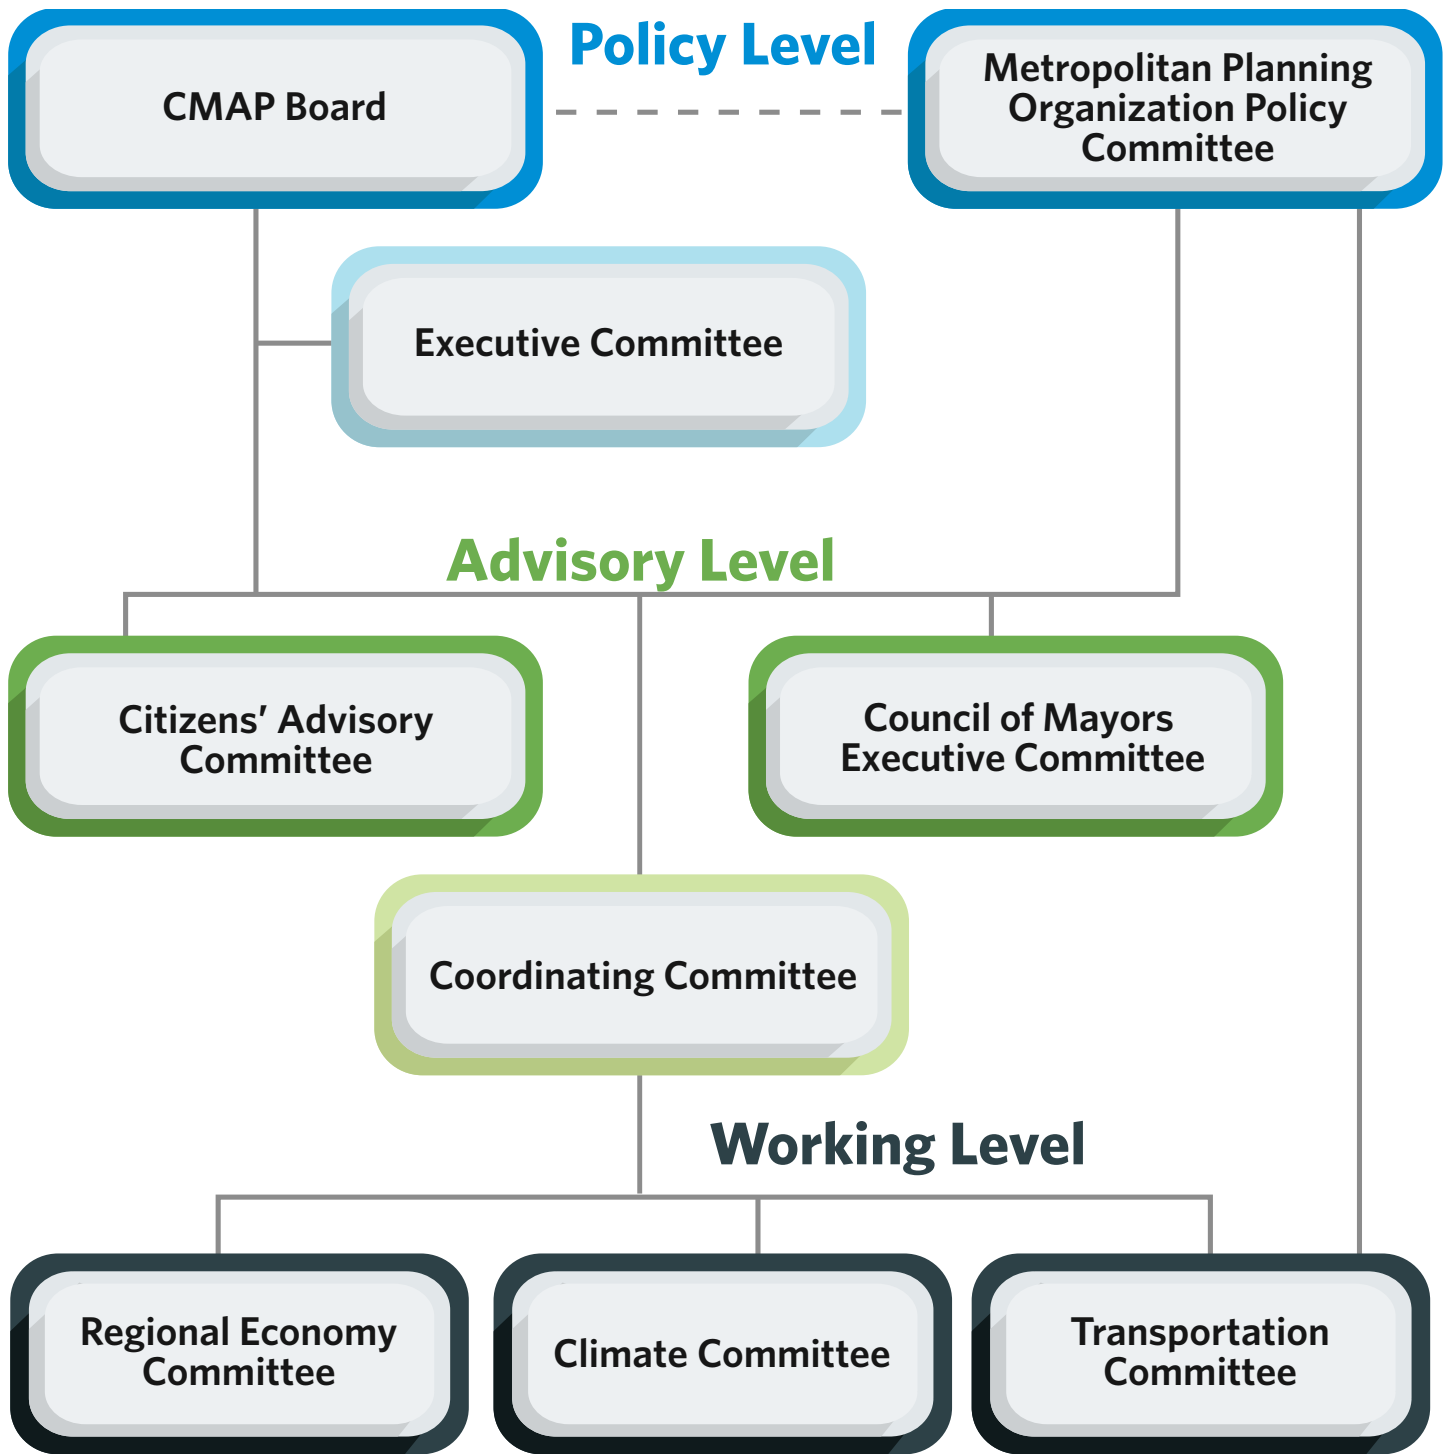 Policy Level
CMAP Board
Metropolitan Planning
Organization Policy
Committee
Executive Committee
Advisory Level
Citizens’ Advisory
Committee
Council of Mayors
Executive Committee
Coordinating Committee
Working Level
Regional Economy
Committee
Climate Committee
Transportation
Committee